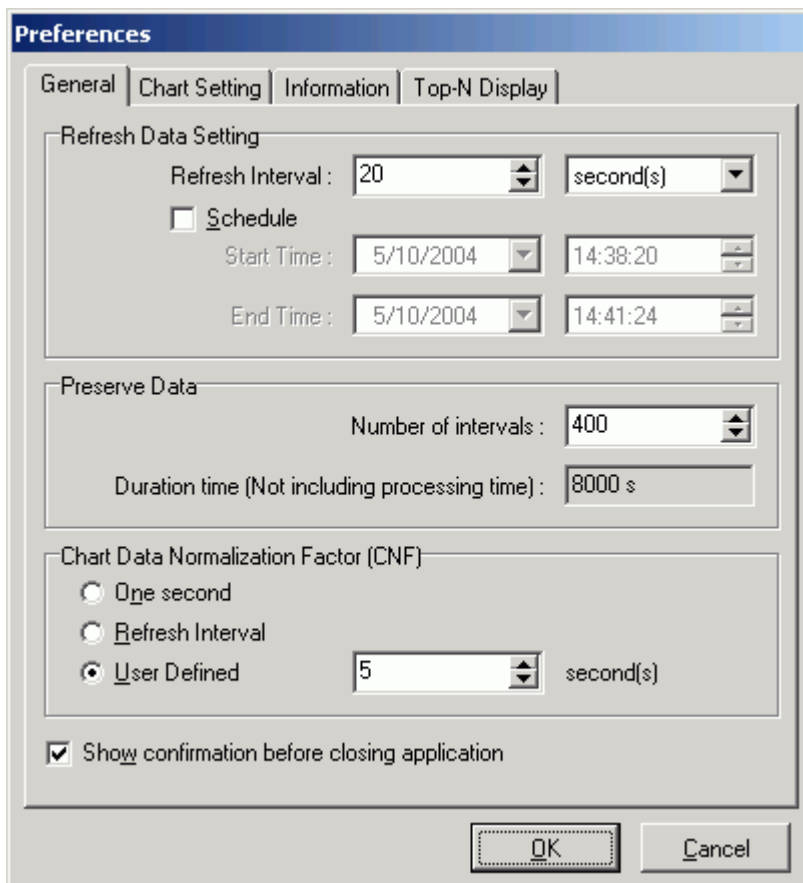 Preferences
General Chart Setting Information Top-N Display
Refresh Data Setting
Refresh Interval : 20 second(s)
Schedule
Start Time : 5/10/2004 14:38:20
End Time : 5/10/2004 14:41:24
Preserve Data
Number of intervals : 400
Duration time (Not including processing time) : 8000 s
Chart Data Normalization Factor (CNF)
One second
Refresh Interval
User Defined 5 second(s)
Show confirmation before closing application
OK Cancel